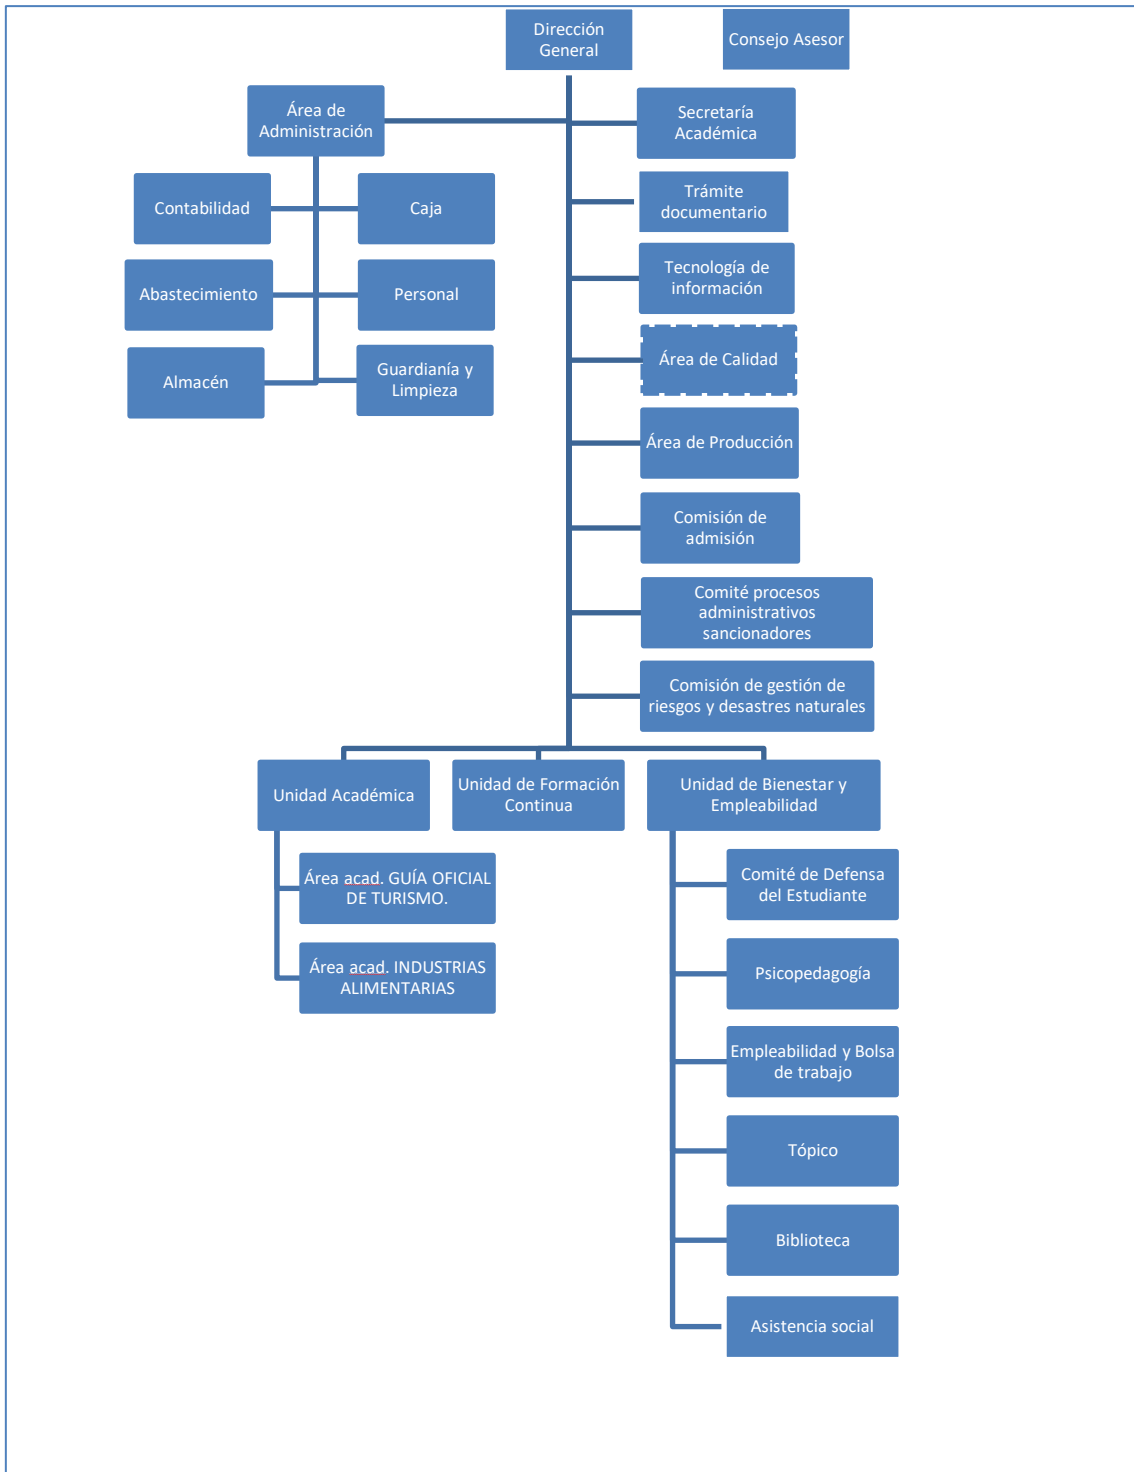 Dirección
General
Consejo Asesor
Área de
Administración
Secretaría
Académica
Contabilidad
Caja
Trámite
documentario
Abastecimiento
Personal
Tecnología de
información
Almacén
Guardianía y
Limpieza
Área de Calidad
Área de Producción
Comisión de
admisión
Comité procesos
administrativos
sancionadores
Comisión de gestión de
riesgos y desastres naturales
Unidad Académica
Unidad de Formación
Continua
Unidad de Bienestar y
Empleabilidad
Área acad. GUÍA OFICIAL
DE TURISMO.
Área acad. INDUSTRIAS
ALIMENTARIAS
Comité de Defensa
del Estudiante
Psicopedagogía
Empleabilidad y Bolsa
de trabajo
Tópico
Biblioteca
Asistencia social